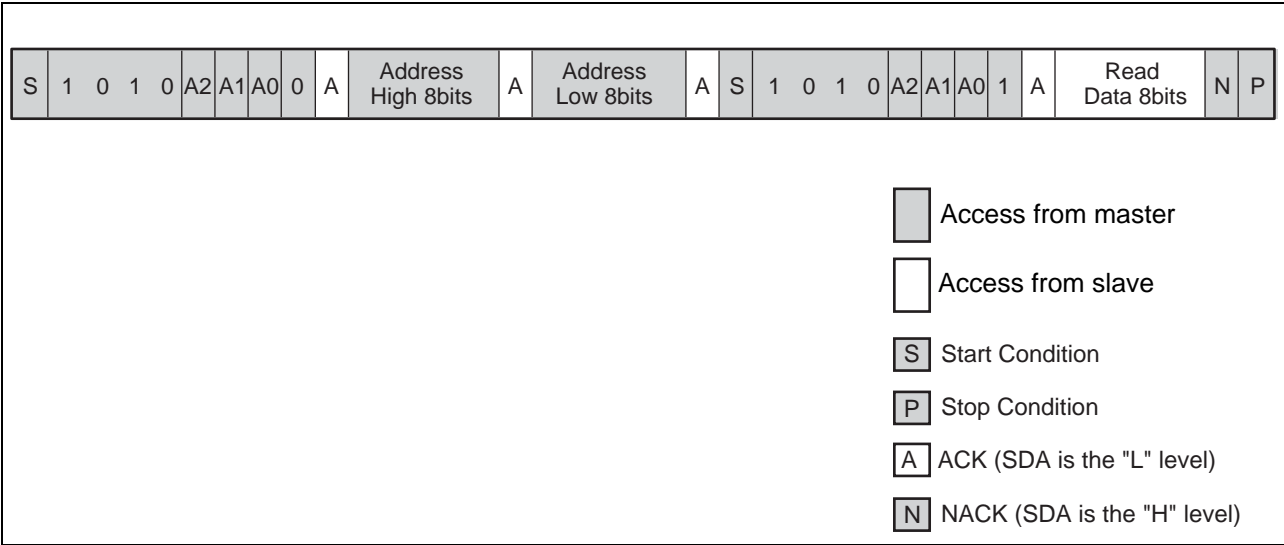 S 1 0 1 0 A2 A1 A0 0 A Address High 8bits A Address Low 8bits A S 1 0 1 0 A2 A1 A0 1 A Read Data 8bits N P
Access from master
Access from slave
S Start Condition
P Stop Condition
A ACK (SDA is the "L" level)
N NACK (SDA is the "H" level)